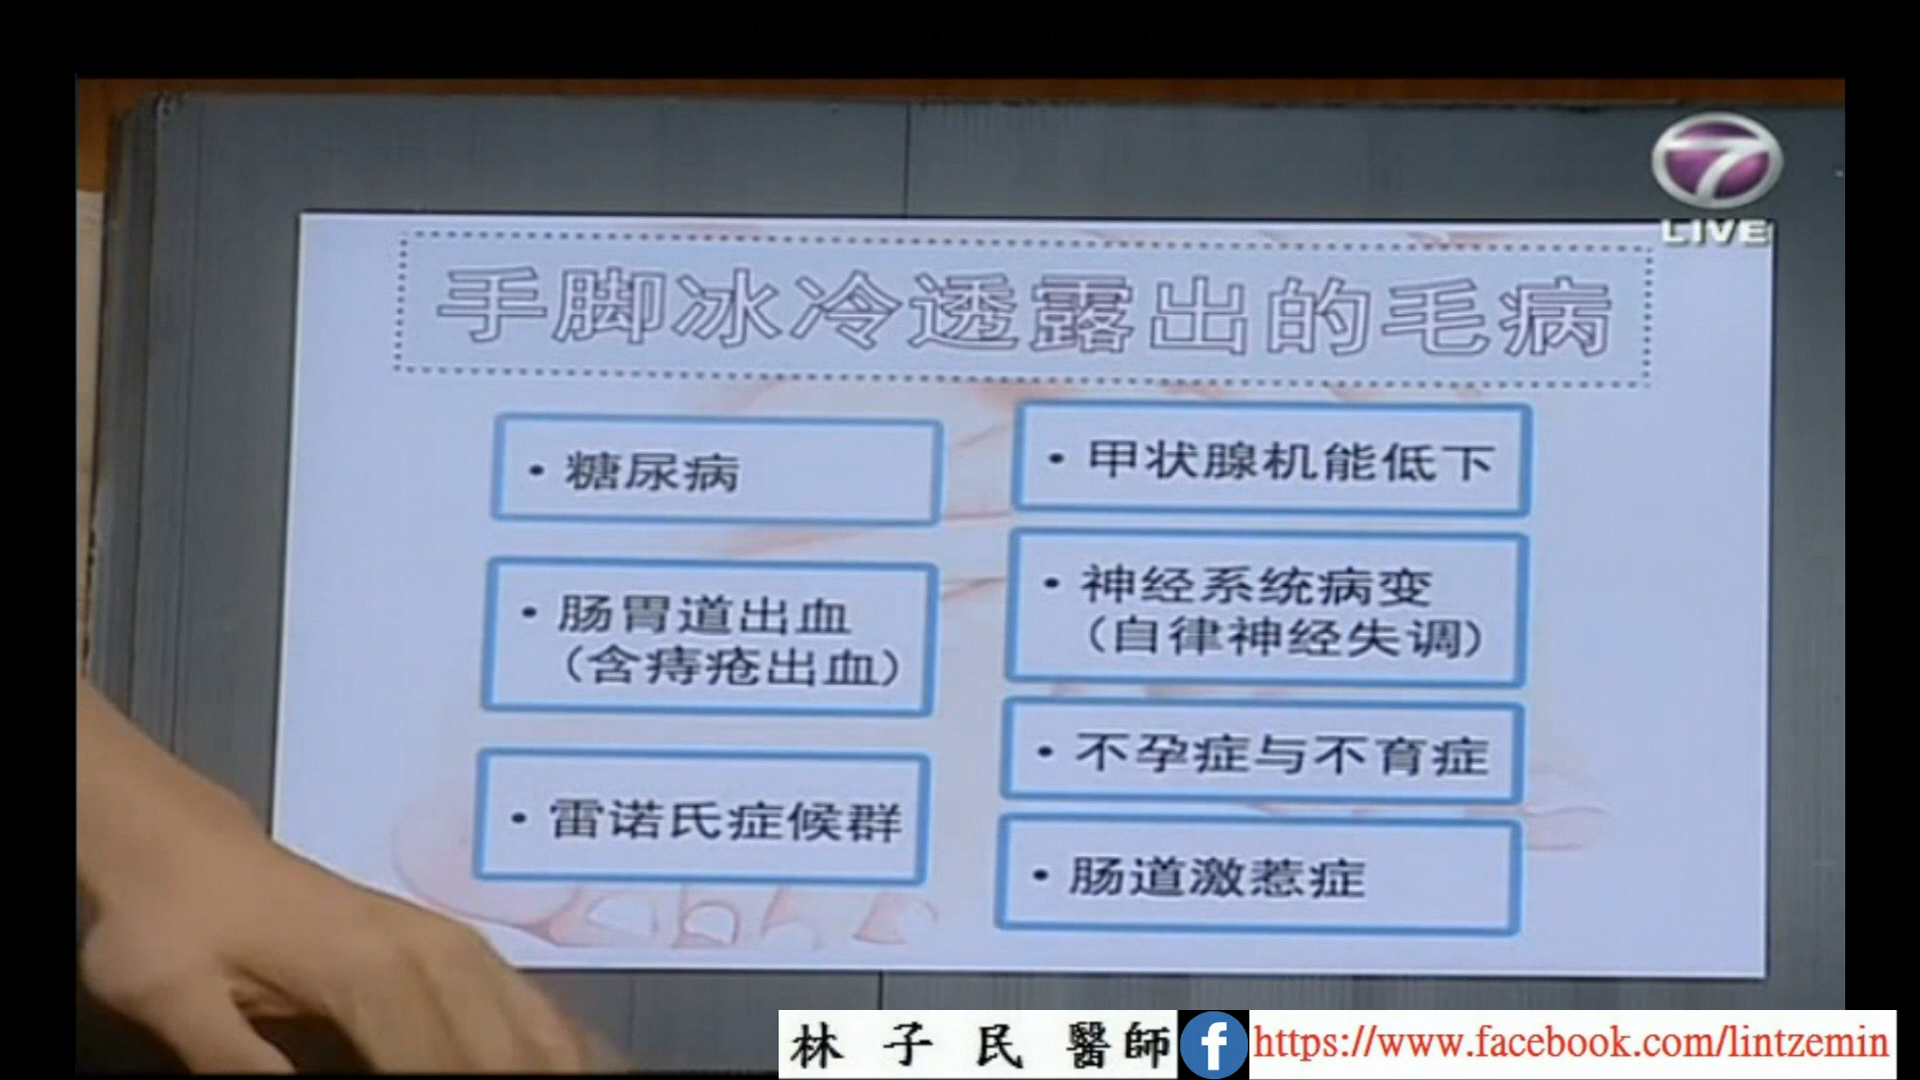 7
LIVE
手脚冰冷透露出的毛病
• 糖尿病
• 肠胃道出血
(含痔疮出血)
• 雷诺氏症候群
• 甲状腺机能低下
• 神经系统病变
(自律神经失调)
• 不孕症与不育症
• 肠道激惹症
林子民醫師
f
https://www.facebook.com/lintzemin